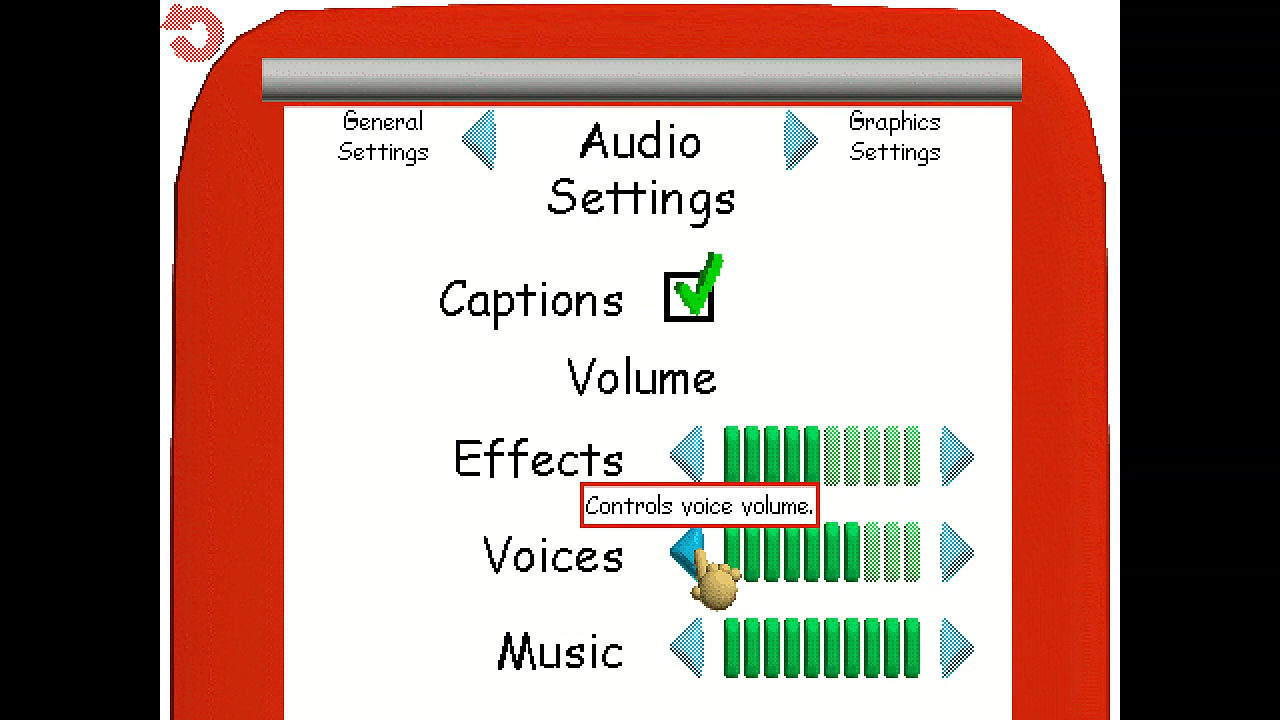 General
Settings
Audio
Settings
Graphics
Settings
Captions
Volume
Effects
Controls voice volume.
Voices
Music